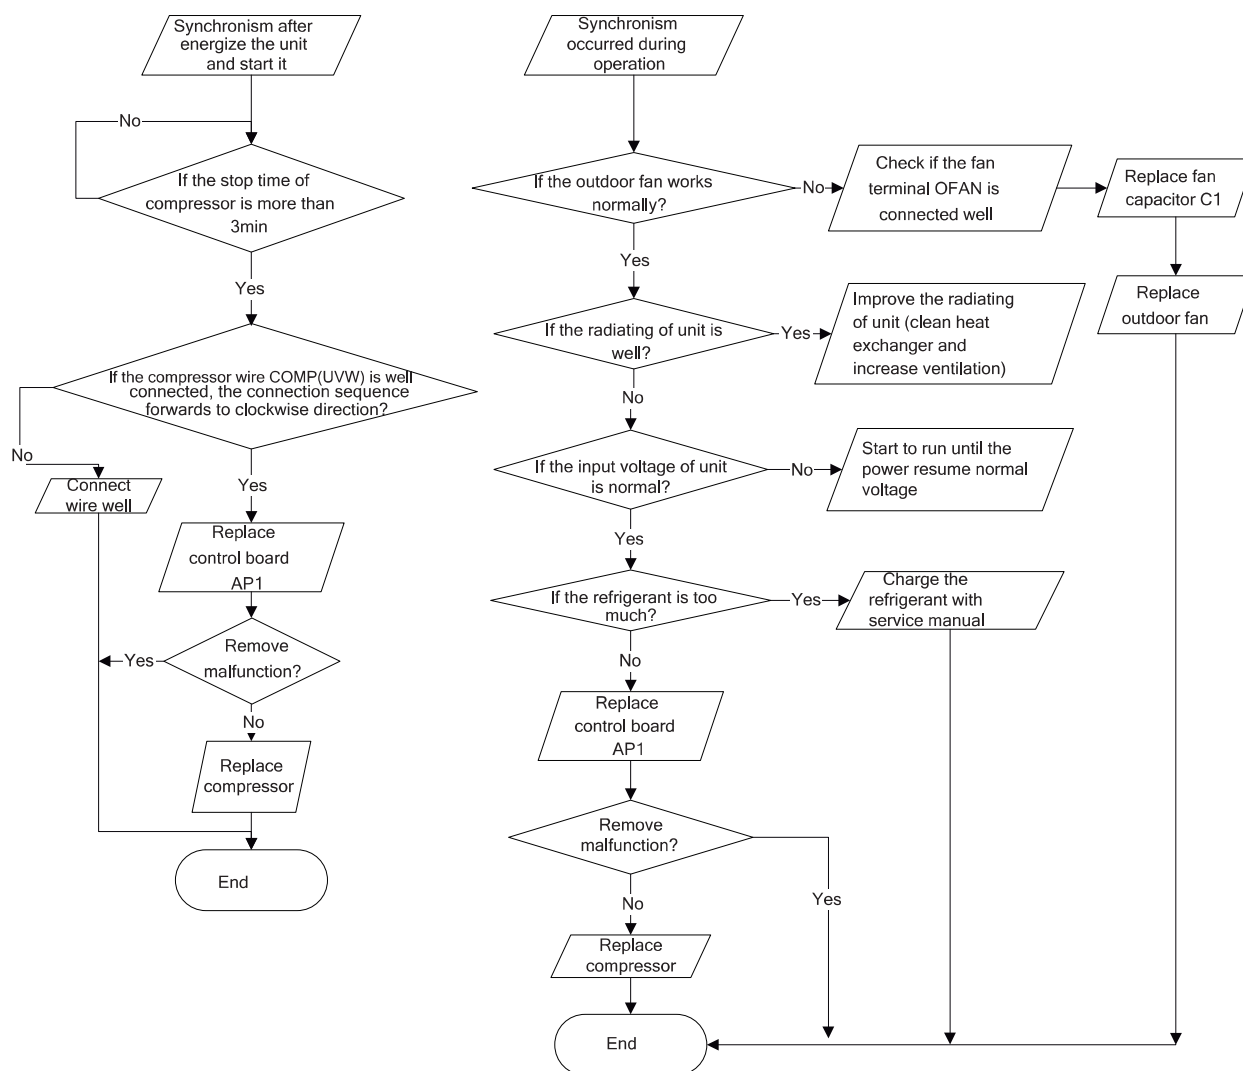 Synchronism after
energize the unit
and start it
No
If the stop time of
compressor is more than
3min
Yes
If the compressor wire COMP(UVW) is well
connected, the connection sequence
forwards to clockwise direction?
No
Connect
wire well
Yes
Replace
control board
AP1
Remove
malfunction?
Yes
No
Replace
compressor
End
Synchronism
occurred during
operation
If the outdoor fan works
normally?
No
Check if the fan
terminal OFAN is
connected well
Replace fan
capacitor C1
Replace
outdoor fan
Yes
If the radiating of unit is
well?
Yes
Improve the radiating
of unit (clean heat
exchanger and
increase ventilation)
No
If the input voltage of unit
is normal?
No
Start to run until the
power resume normal
voltage
Yes
If the refrigerant is too
much?
Yes
Charge the
refrigerant with
service manual
No
Replace
control board
AP1
Remove
malfunction?
Yes
No
Replace
compressor
End